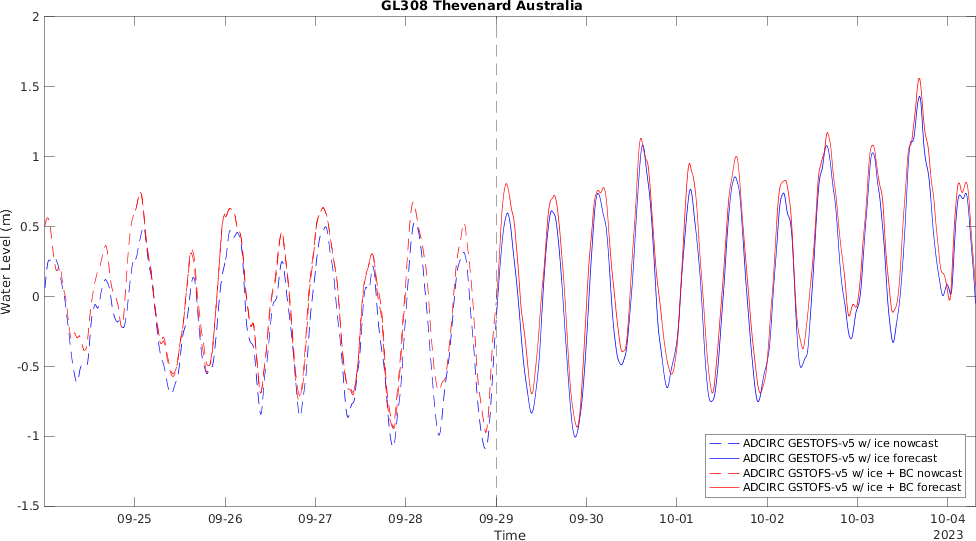 GL308 Thevenard Australia
2
1.5
1
0.5
0
-0.5
-1
-1.5
Water Level (m)
09-25 09-26 09-27 09-28 09-29 09-30 10-01 10-02 10-03 10-04
2023
Time
ADCIRC GESTOFS-v5 w/ ice nowcast
ADCIRC GESTOFS-v5 w/ ice forecast
ADCIRC GSTOFS-v5 w/ ice + BC nowcast
ADCIRC GSTOFS-v5 w/ ice + BC forecast